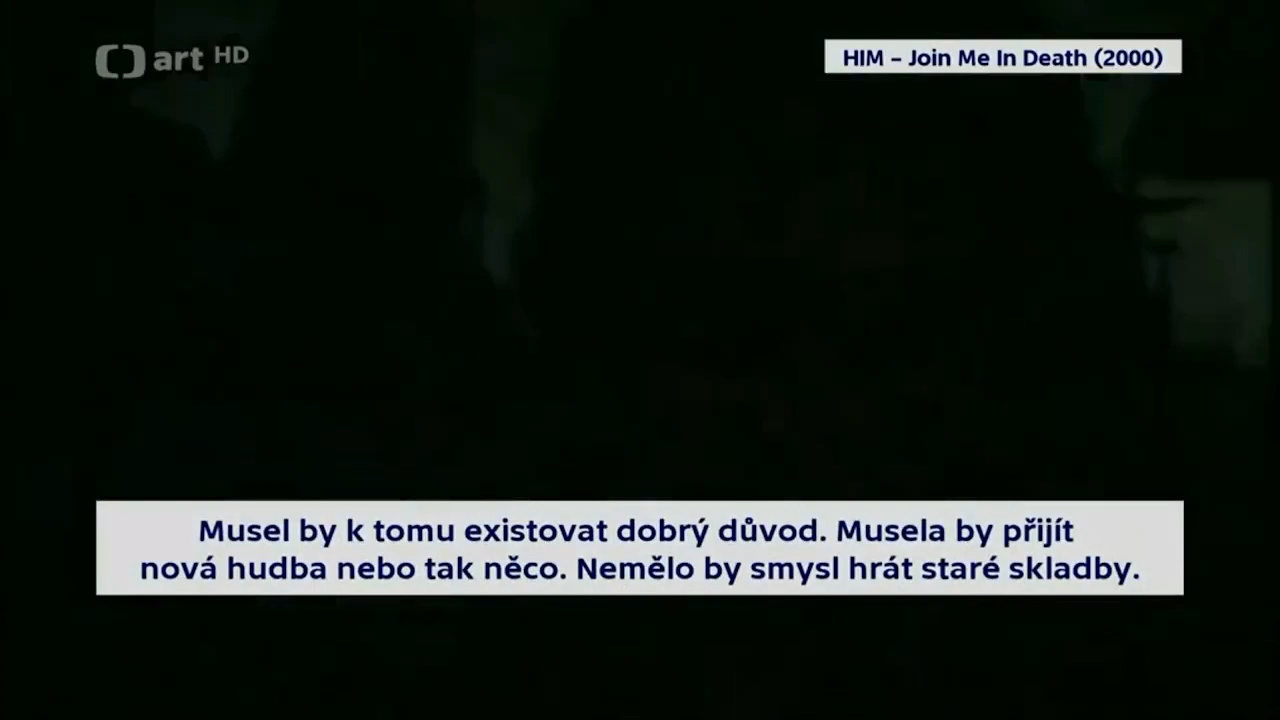 art HD
HIM – Join Me In Death (2000)
Musel by k tomu existovat dobrý důvod. Musela by přijít
nová hudba nebo tak něco. Nemělo by smysl hrát staré skladby.